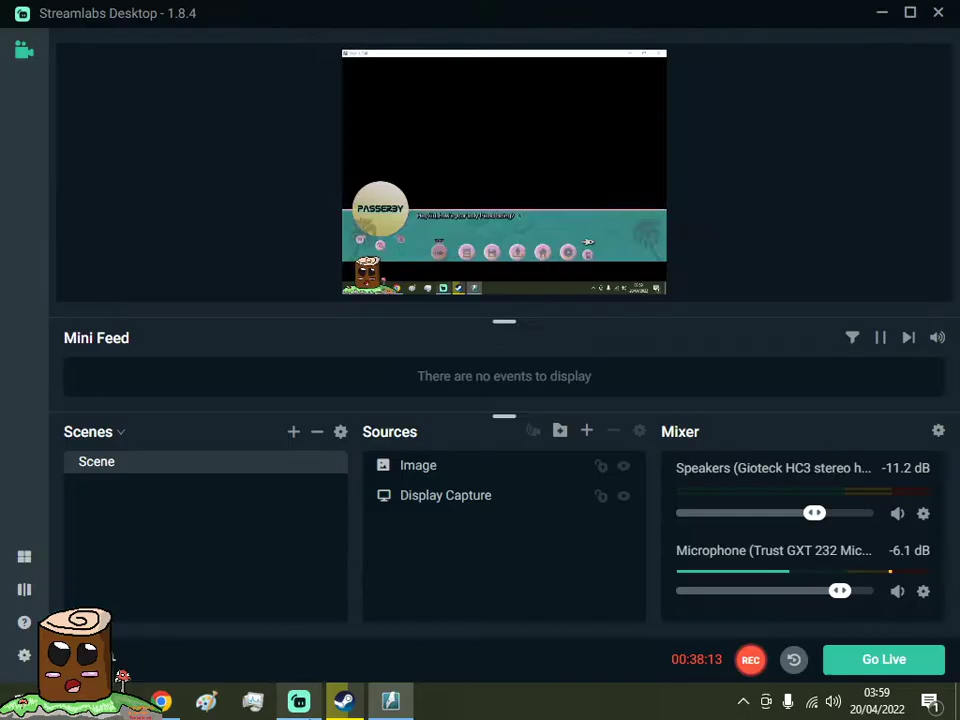 Streamlabs Desktop - 1.8.4
PASSERBY
Mini Feed
There are no events to display
Scenes
Sources
Mixer
Scene
Image
Display Capture
Speakers (Gioteck HC3 stereo h...
-11.2 dB
Microphone (Trust GXT 232 Mic...
-6.1 dB
00:38:13
REC
Go Live
03:59
20/04/2022
1